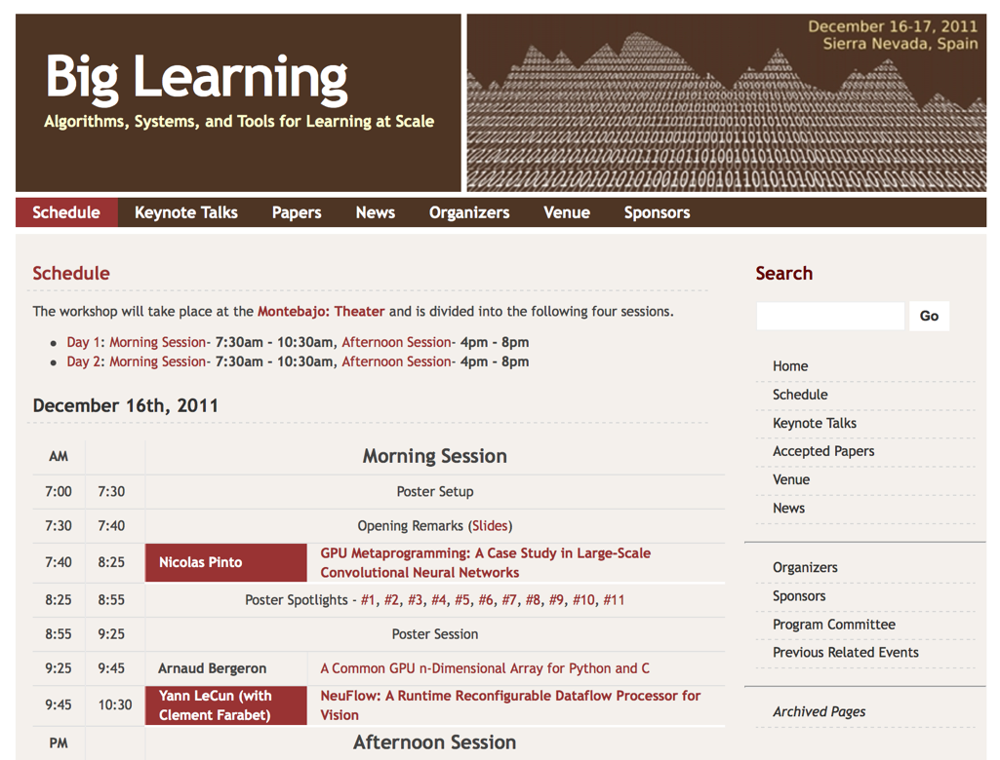 December 16-17, 2011
Sierra Nevada, Spain
Big Learning
Algorithms, Systems, and Tools for Learning at Scale
Schedule Keynote Talks Papers News Organizers Venue Sponsors
Schedule
The workshop will take place at the Montebajo: Theater and is divided into the following four sessions.
• Day 1: Morning Session- 7:30am - 10:30am, Afternoon Session- 4pm - 8pm
• Day 2: Morning Session- 7:30am - 10:30am, Afternoon Session- 4pm - 8pm
December 16th, 2011
AM Morning Session
7:00 7:30 Poster Setup
7:30 7:40 Opening Remarks (Slides)
7:40 8:25 Nicolas Pinto GPU Metaprogramming: A Case Study in Large-Scale
Convolutional Neural Networks
8:25 8:55 Poster Spotlights - #1, #2, #3, #4, #5, #6, #7, #8, #9, #10, #11
8:55 9:25 Poster Session
9:25 9:45 Arnaud Bergeron A Common GPU n-Dimensional Array for Python and C
9:45 10:30 Yann LeCun (with
Clement Farabet) NeuFlow: A Runtime Reconfigurable Dataflow Processor for
Vision
PM Afternoon Session
Search
Go
Home
Schedule
Keynote Talks
Accepted Papers
Venue
News
Organizers
Sponsors
Program Committee
Previous Related Events
Archived Pages